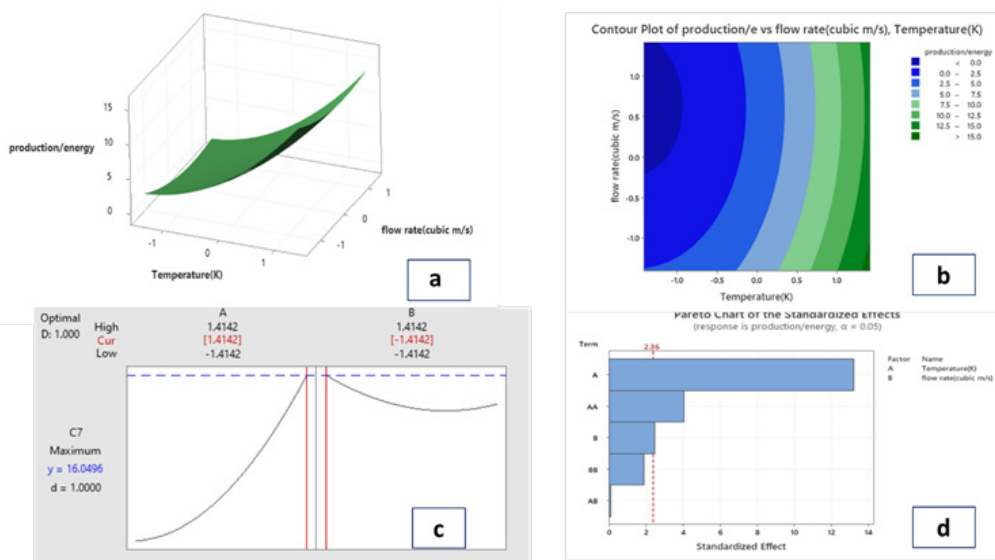 15
production/energy
10
5
0
-1
0
1
Temperature(K)
1
0
-1
flow rate(cubic m/s)
a
Contour Plot of production/e vs flow rate(cubic m/s), Temperature(K)
production/energy
< 0.0
0.0 – 2.5
2.5 – 5.0
5.0 – 7.5
7.5 – 10.0
10.0 – 12.5
12.5 – 15.0
> 15.0
flow rate(cubic m/s)
1.0
0.0
-1.0
-1.0 -0.5 0.0 0.5 1.0
Temperature(K)
b
Optimal
D: 1.000
High
Cur
Low
A
1.4142
[1.4142]
-1.4142
B
1.4142
[-1.4142]
-1.4142
C7
Maximum
y = 16.0496
d = 1.0000
c
Pareto Chart of the Standardized Effects
(response is production/energy, α = 0.05)
Term
2.36
A
AA
B
BB
AB
0 2 4 6 8 10 12 14
Standardized Effect
Factor Name
A Temperature(K)
B flow rate(cubic m/s)
d